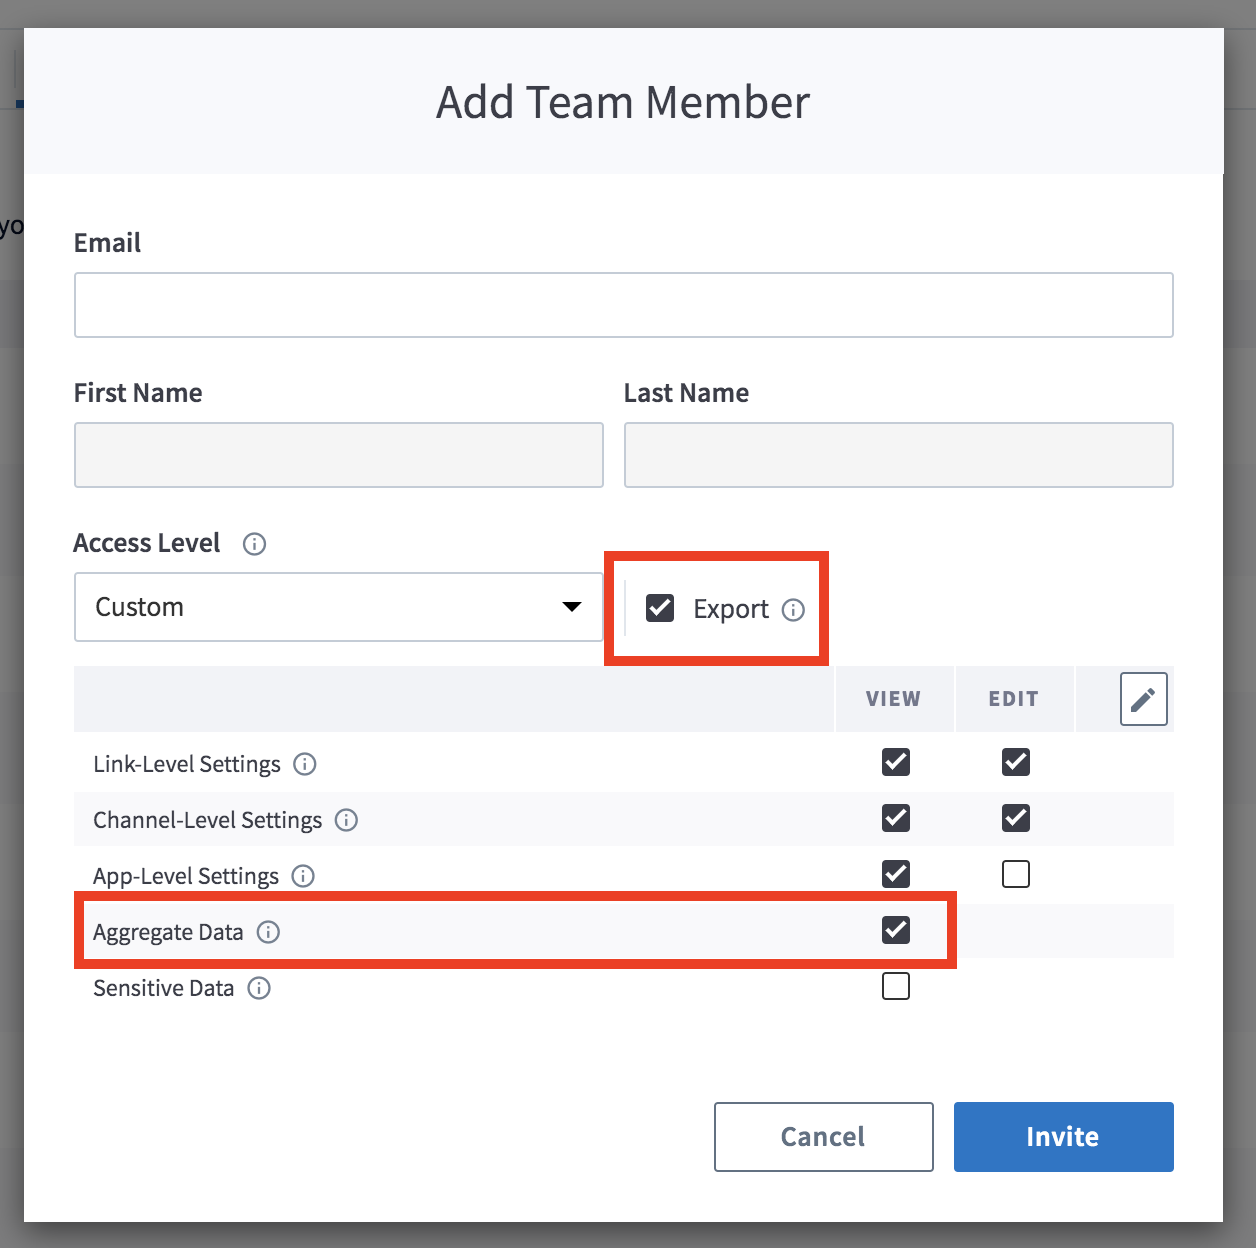 Add Team Member
yo
Email
First Name Last Name
Access Level
Custom Export
VIEW EDIT
Link-Level Settings
Channel-Level Settings
App-Level Settings
Aggregate Data
Sensitive Data
Cancel Invite